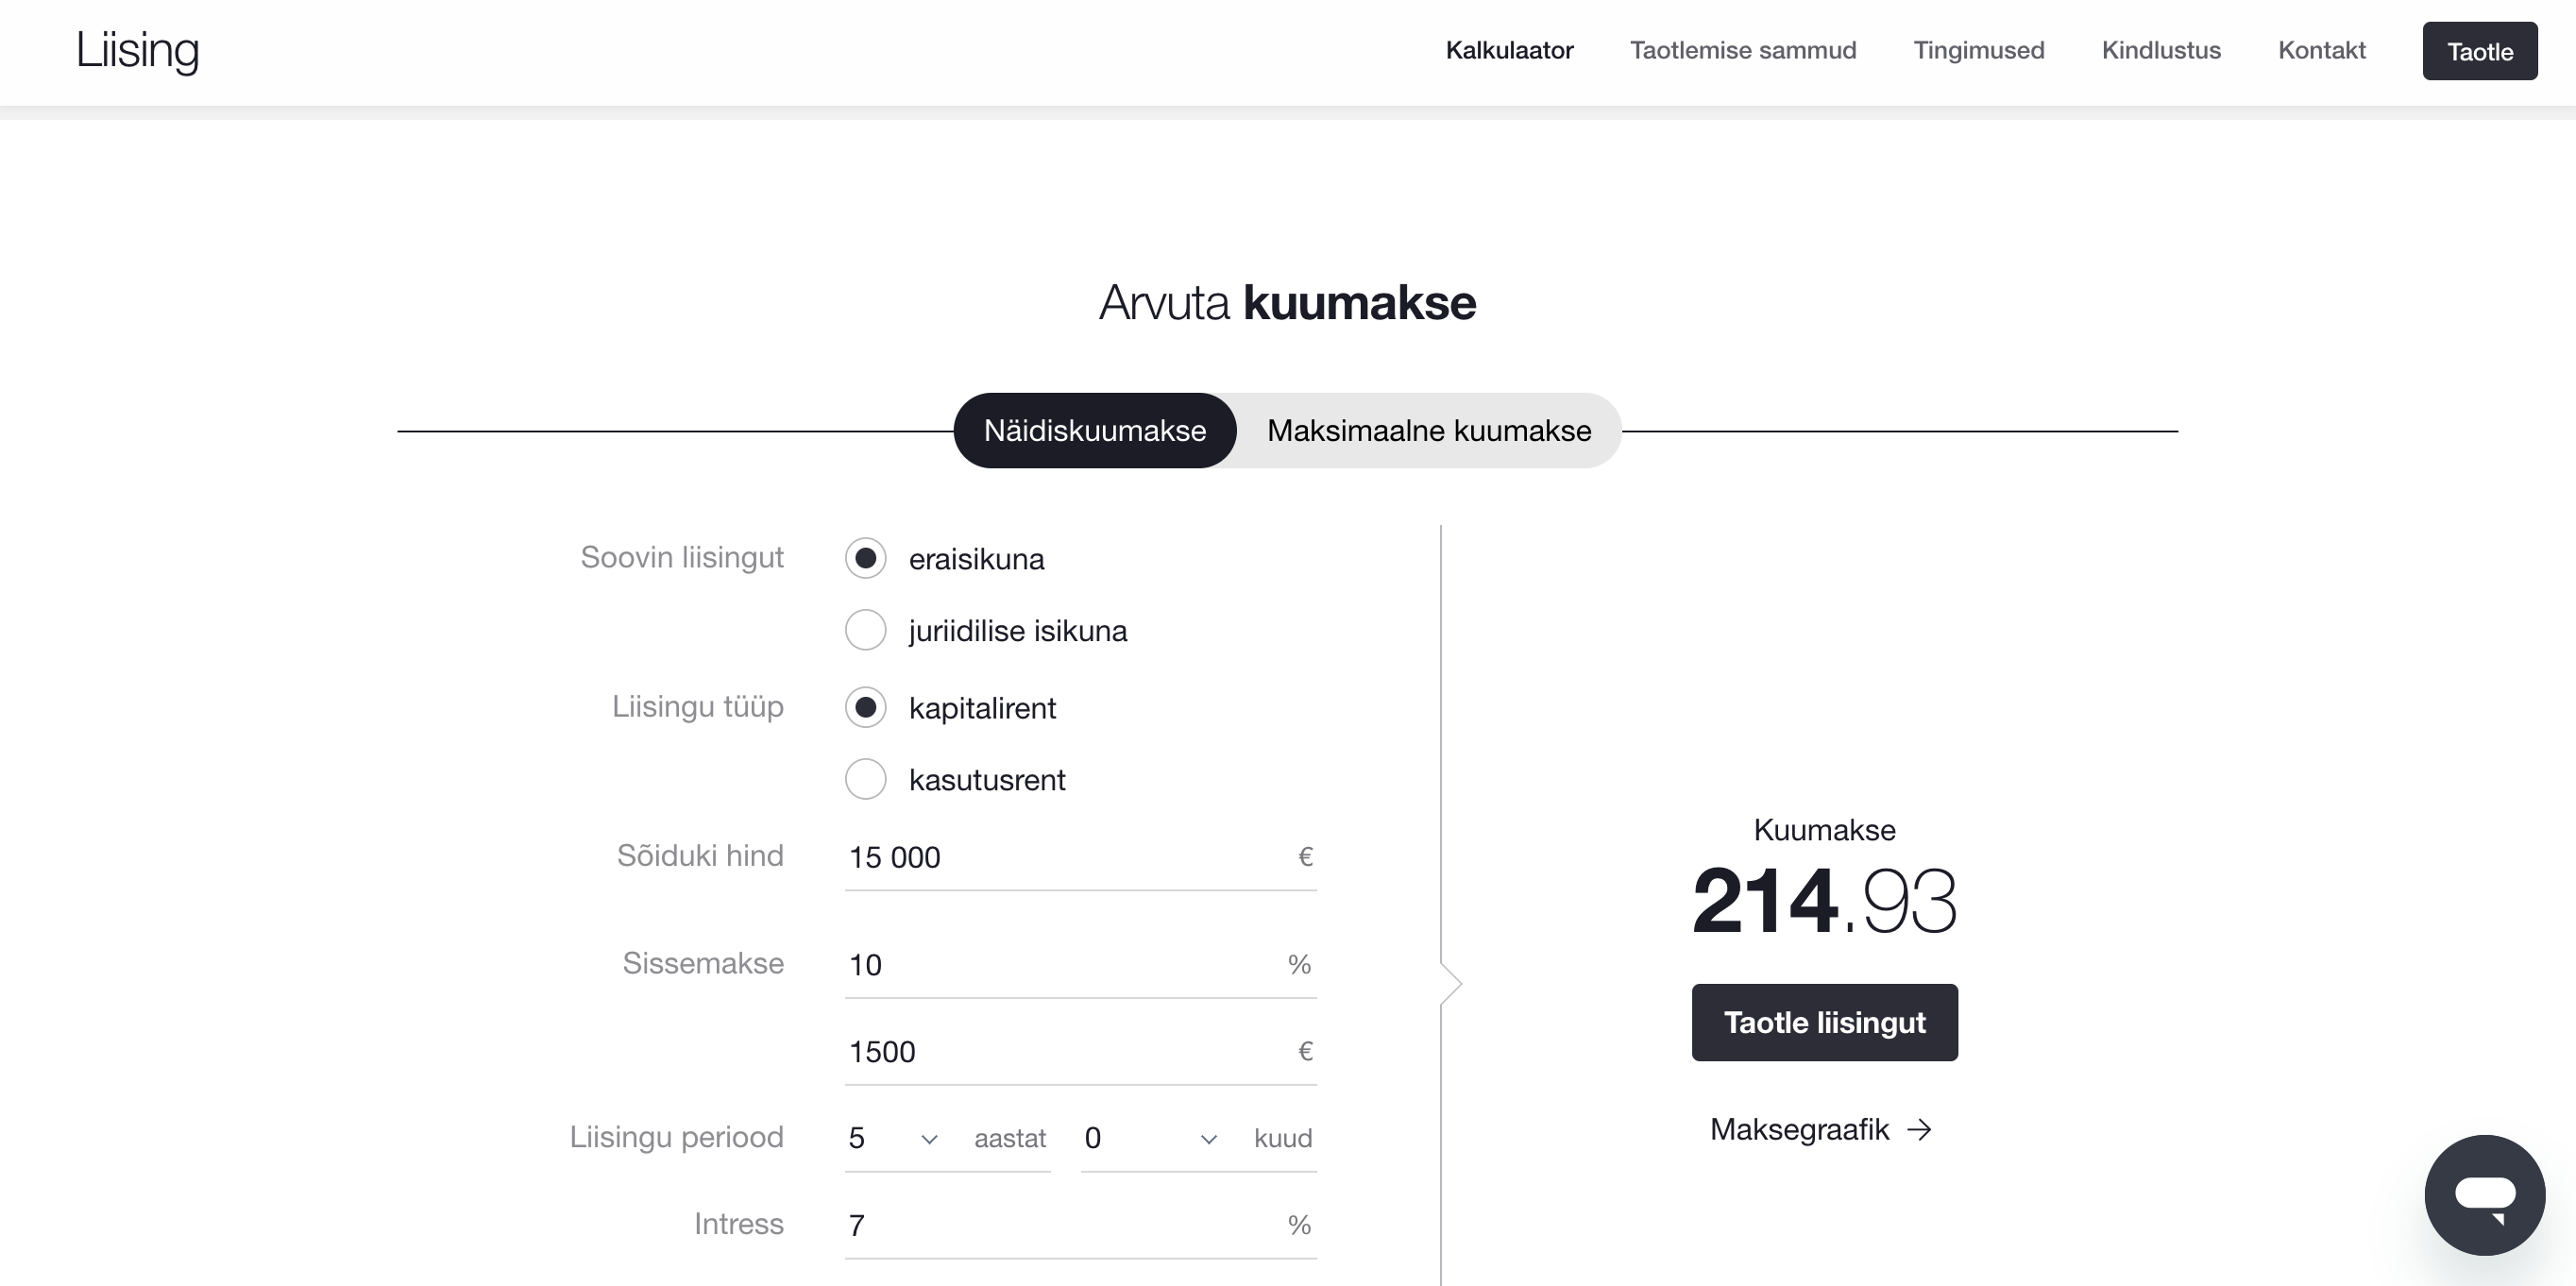 Liising
Kalkulaator
Taotlemise sammud
Tingimused
Kindlustus
Kontakt
Taotle
Arvuta kuumakse
Näidiskuumakse
Maksimaalne kuumakse
Soovin liisingut
eraisikuna
juriidilise isikuna
Liisingu tüüp
kapitalirent
kasutusrent
Sõiduki hind
15 000 €
Sissemakse
10 %
1500 €
Liisingu periood
5 aastat 0 kuud
Intress
7 %
Kuumakse
214.93
Taotle liisingut
Maksegraafik →